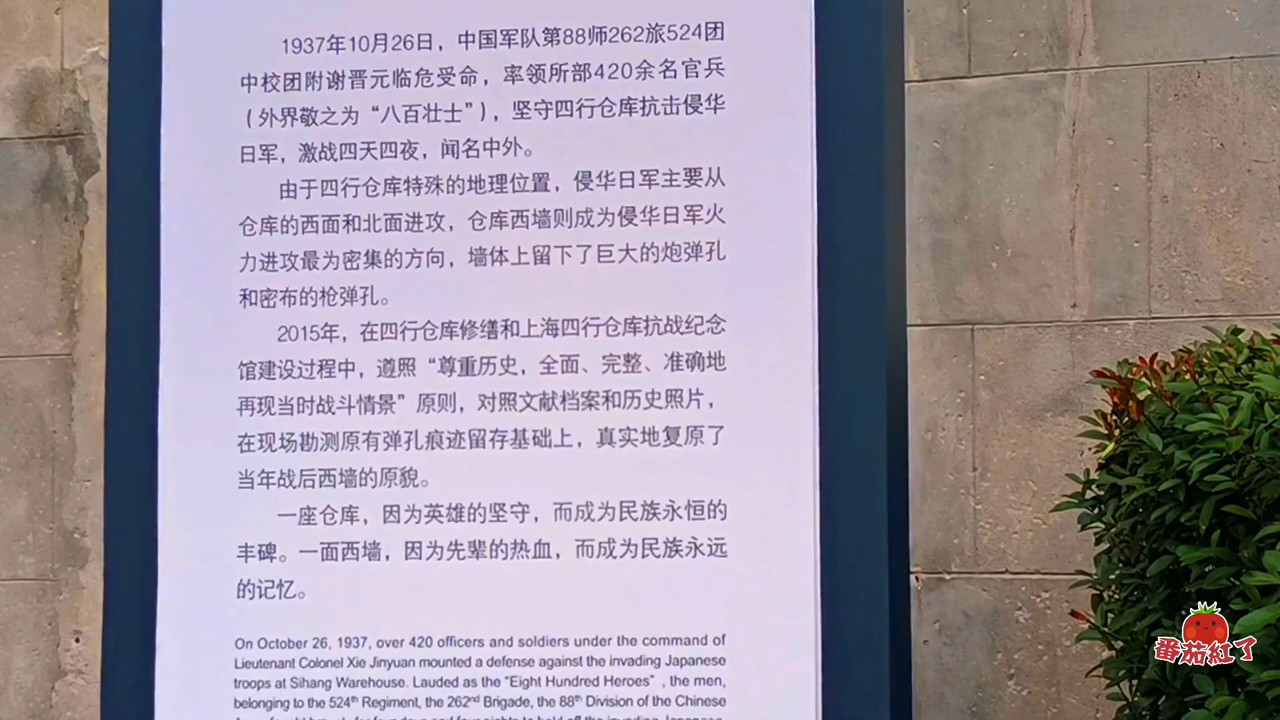 1937年10月26日，中国军队第88师262旅524团
中校团附谢晋元临危受命，率领所部420余名官兵
（外界敬之为“八百壮士”），坚守四行仓库抗击侵华
日军，激战四天四夜，闻名中外。
由于四行仓库特殊的地理位置，侵华日军主要从
仓库的西面和北面进攻，仓库西墙则成为侵华日军火
力进攻最为密集的方向，墙体上留下了巨大的炮弹孔
和密布的枪弹孔。
2015年，在四行仓库修缮和上海四行仓库抗战纪念
馆建设过程中，遵照“尊重历史，全面、完整、准确地
再现当时战斗情景”原则，对照文献档案和历史照片，
在现场勘测原有弹孔痕迹留存基础上，真实地复原了
当年战后西墙的原貌。
一座仓库，因为英雄的坚守，而成为民族永恒的
丰碑。一面西墙，因为先辈的热血，而成为民族永远
的记忆。
On October 26, 1937, over 420 officers and soldiers under the command of
Lieutenant Colonel Xie Jinyuan mounted a defense against the invading Japanese
troops at Sihang Warehouse. Lauded as the “Eight Hundred Heroes”, the men,
belonging to the 524th Regiment, the 262nd Brigade, the 88th Division of the Chinese
番茄紅了